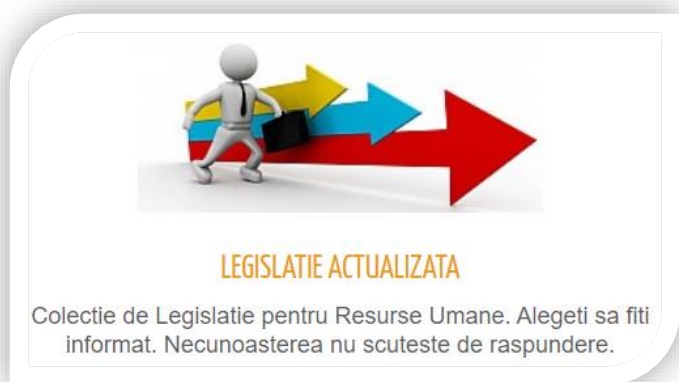 LEGISLATIE ACTUALIZATA
Colectie de Legislatie pentru Resurse Umane. Alegeti sa fiti
informat. Necunoasterea nu scuteste de raspundere.